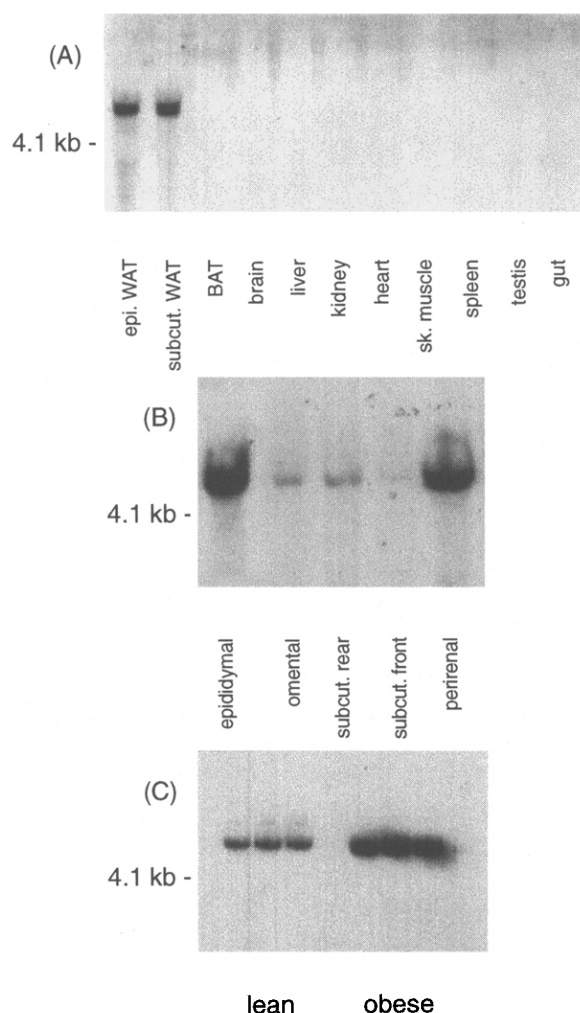 (A)
4.1 kb -
epi. WAT
subcut. WAT
BAT
brain
liver
kidney
heart
sk. muscle
spleen
testis
gut
(B)
4.1 kb -
epididymal
omental
subcut. rear
subcut. front
perirenal
(C)
4.1 kb -
lean obese